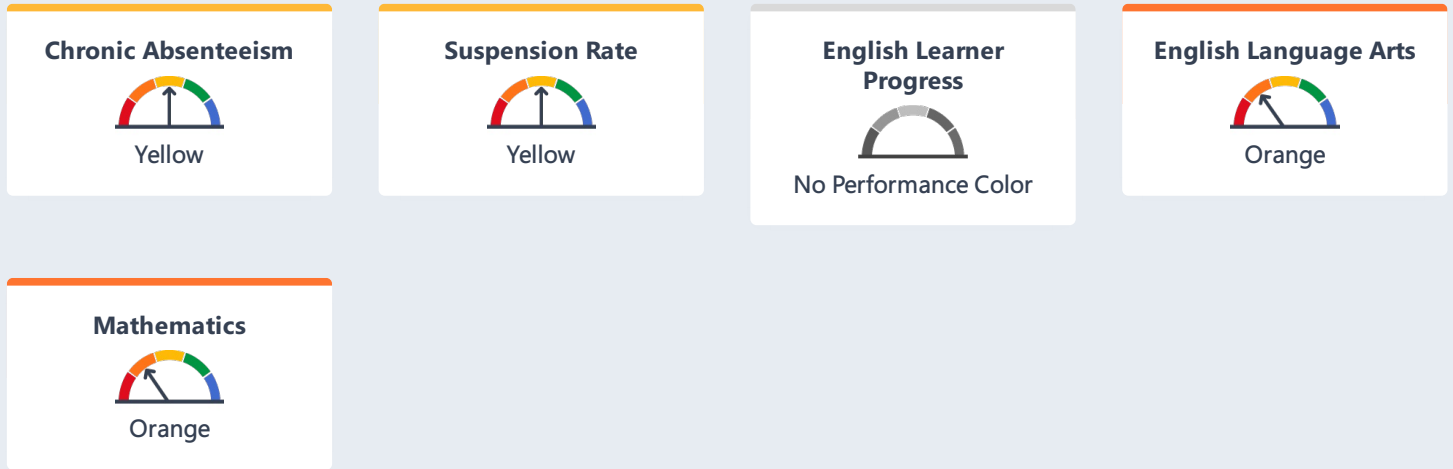 Chronic Absenteeism
Yellow
Suspension Rate
Yellow
English Learner
Progress
No Performance Color
English Language Arts
Orange
Mathematics
Orange